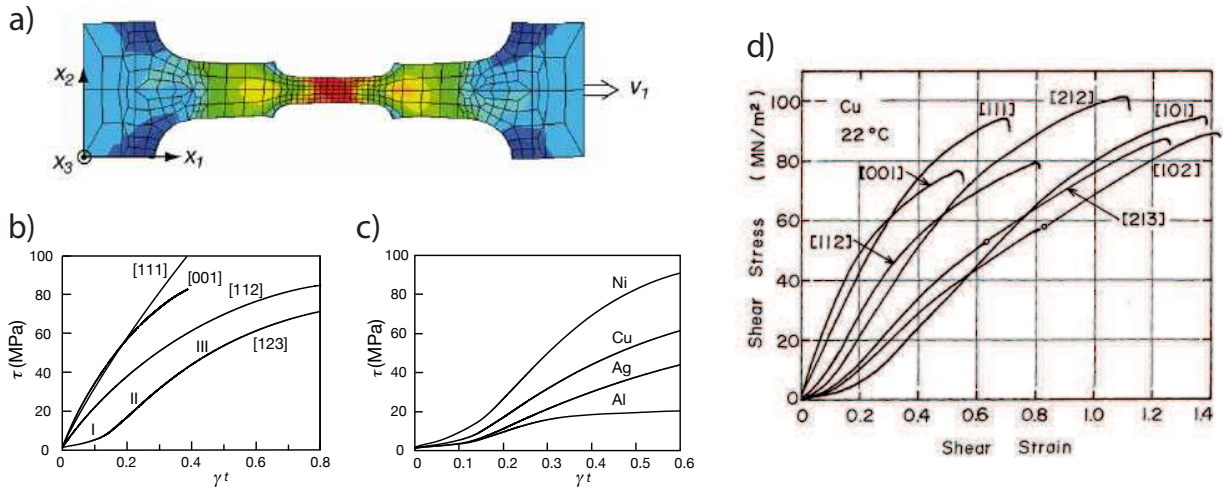 a)
x2
x3
x1
v1
b)
τ (MPa)
100
80
60
40
20
0
[111]
[001]
[112]
III
[123]
II
I
0
0.2
0.4
0.6
0.8
γ t
c)
100
80
60
40
20
0
Ni
Cu
Ag
Al
0
0.1
0.2
0.3
0.4
0.5
0.6
γ t
d)
Shear Stress (MN/m²)
100
80
60
40
20
0
Cu
22 °C
[111]
[212]
[101]
[001]
[102]
[112]
[213]
0
0.2
0.4
0.6
0.8
1.0
1.2
1.4
Shear Strain